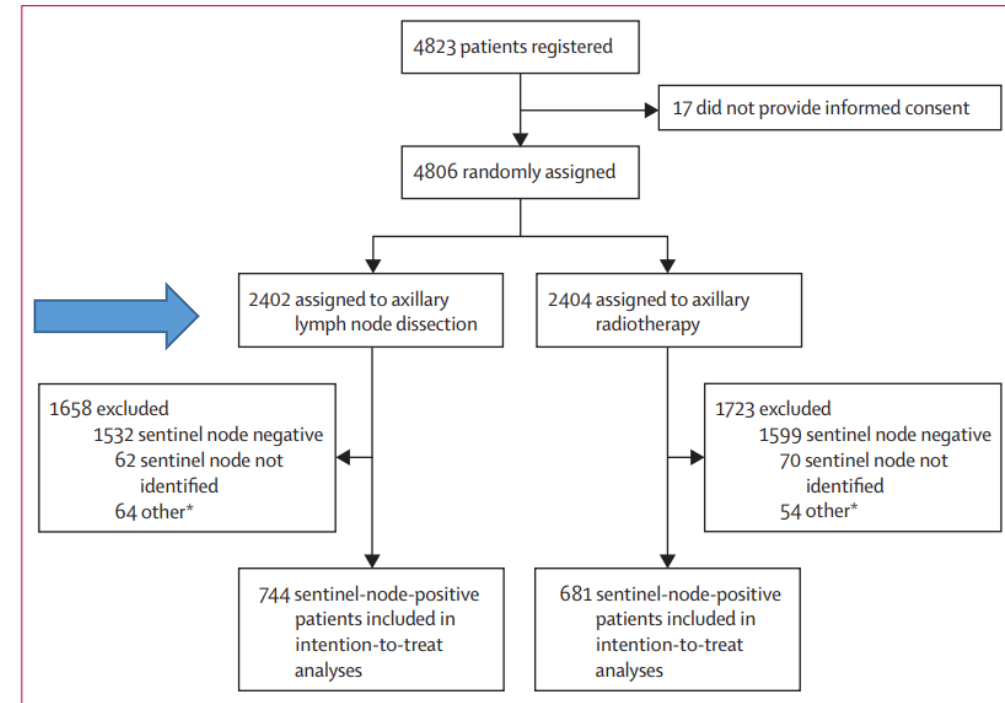 4823 patients registered
17 did not provide informed consent
4806 randomly assigned
2402 assigned to axillary
lymph node dissection
2404 assigned to axillary
radiotherapy
1658 excluded
1532 sentinel node negative
62 sentinel node not
identified
64 other*
1723 excluded
1599 sentinel node negative
70 sentinel node not
identified
54 other*
744 sentinel-node-positive
patients included in
intention-to-treat
analyses
681 sentinel-node-positive
patients included in
intention-to-treat
analyses